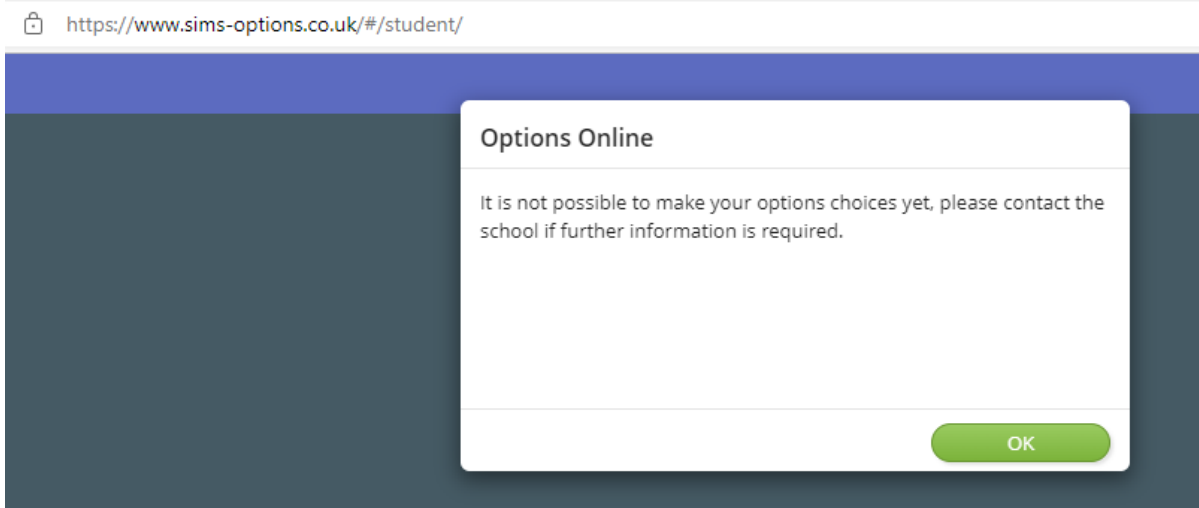 https://www.sims-options.co.uk/#/student/
Options Online
It is not possible to make your options choices yet, please contact the
school if further information is required.
OK